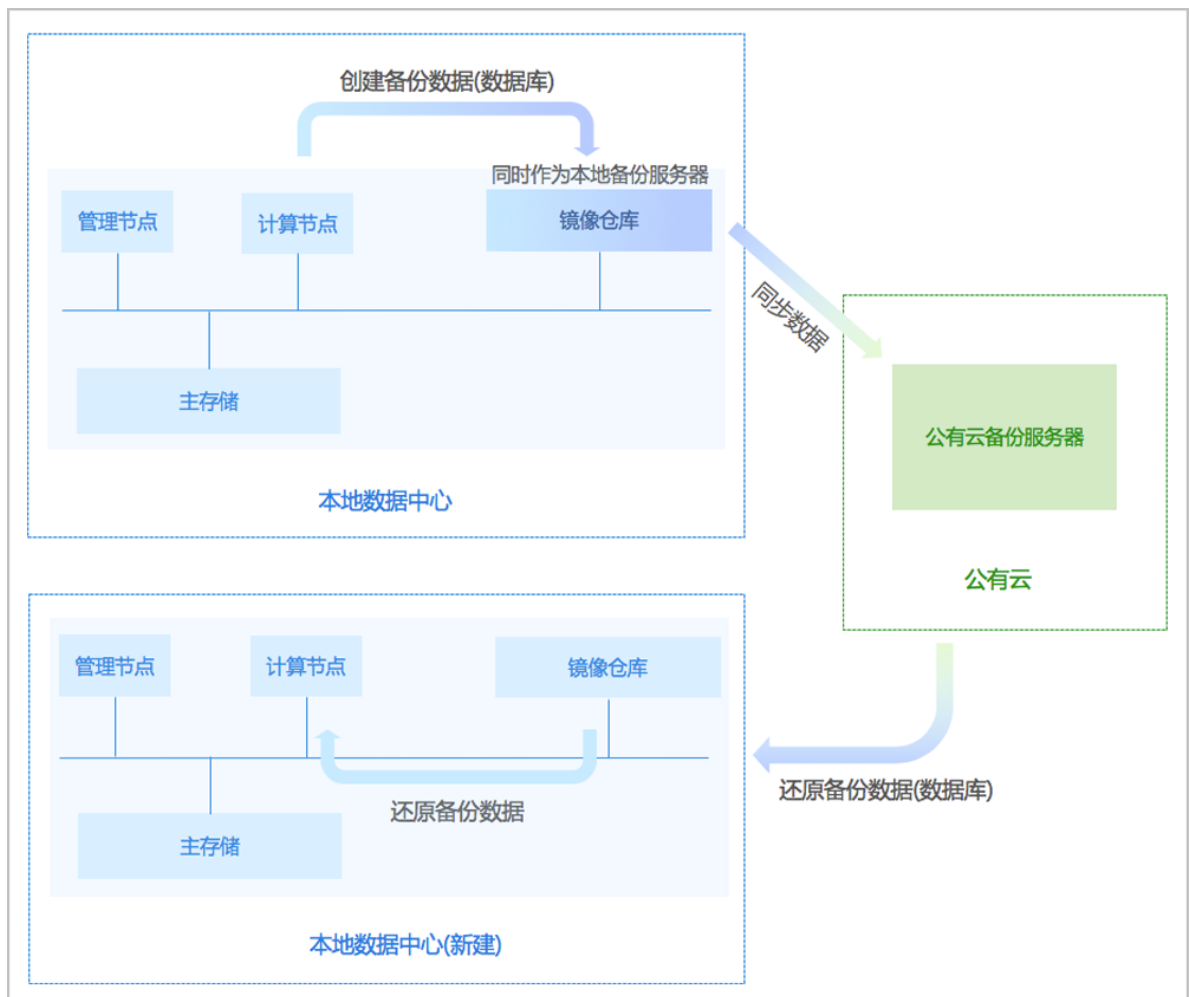 创建备份数据(数据库)
同时作为本地备份服务器
管理节点
计算节点
镜像仓库
同步数据
主存储
公有云备份服务器
本地数据中心
公有云
管理节点
计算节点
镜像仓库
还原备份数据(数据库)
还原备份数据
主存储
本地数据中心(新建)